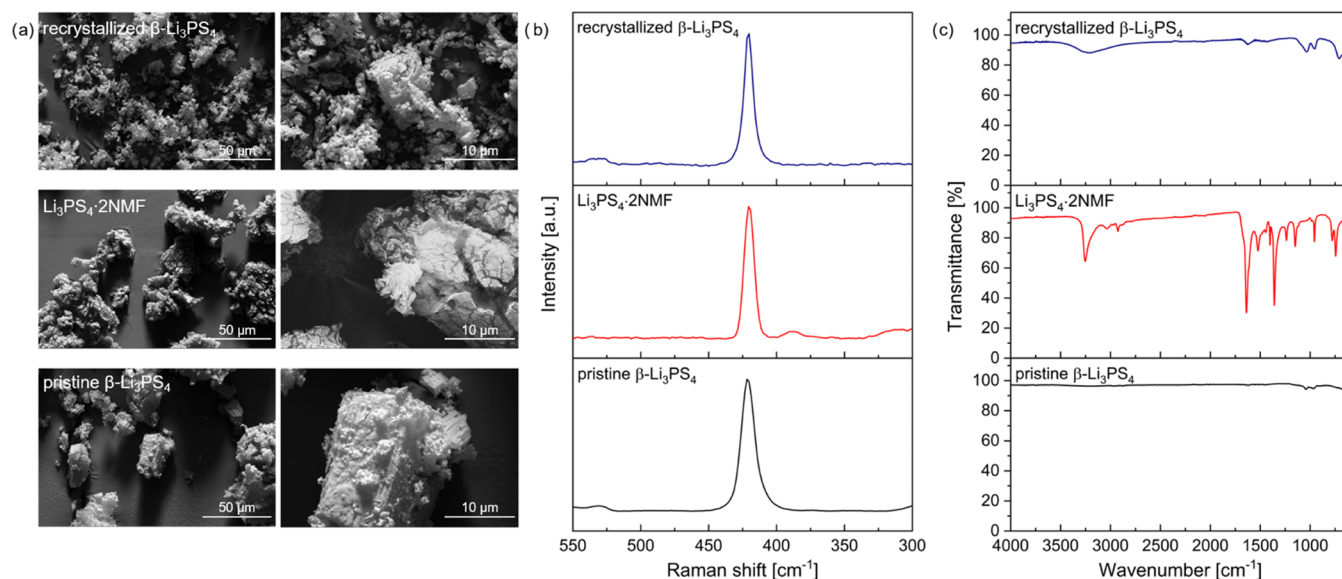 (a)
recrystallized β-Li₃PS₄
50 µm
10 µm
Li₃PS₄·2NMF
50 µm
10 µm
pristine β-Li₃PS₄
50 µm
10 µm
(b)
recrystallized β-Li₃PS₄
Li₃PS₄·2NMF
pristine β-Li₃PS₄
Intensity [a.u.]
550 500 450 400 350 300
Raman shift [cm⁻¹]
(c)
recrystallized β-Li₃PS₄
100
80
60
40
20
0
Li₃PS₄·2NMF
100
80
60
40
20
0
pristine β-Li₃PS₄
100
80
60
40
20
0
Transmittance [%]
4000 3500 3000 2500 2000 1500 1000
Wavenumber [cm⁻¹]